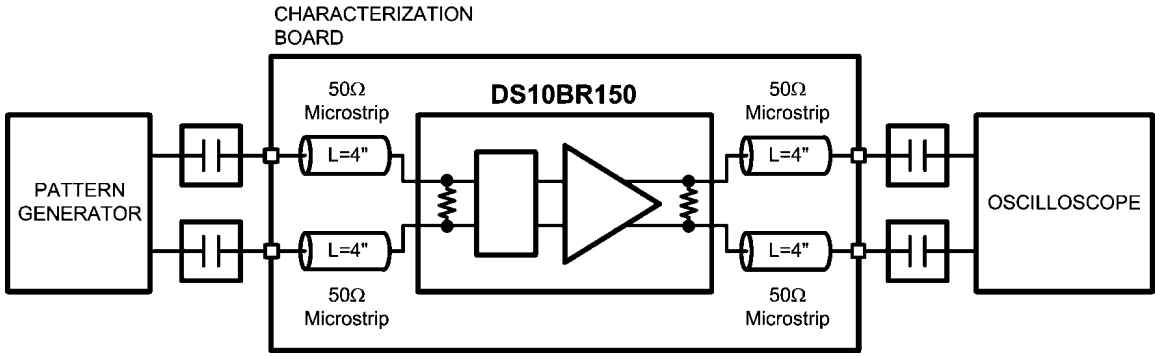 CHARACTERIZATION
BOARD
50Ω
Microstrip
DS10BR150
50Ω
Microstrip
L=4"
L=4"
PATTERN
GENERATOR
OSCILLOSCOPE
L=4"
L=4"
50Ω
Microstrip
50Ω
Microstrip